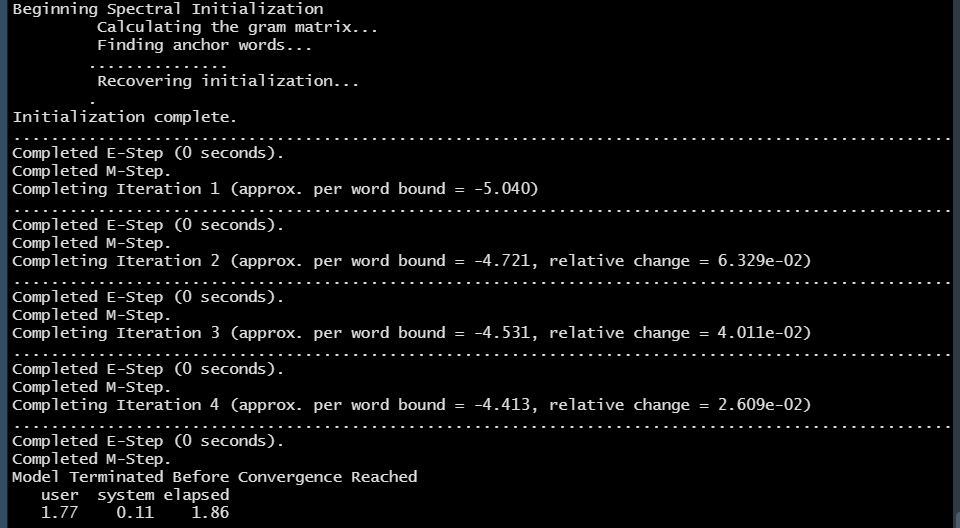 Beginning Spectral Initialization
Calculating the gram matrix...
Finding anchor words...
...............
Recovering initialization...
.
Initialization complete.
....................................................................................................
Completed E-Step (0 seconds).
Completed M-Step.
Completing Iteration 1 (approx. per word bound = -5.040)
....................................................................................................
Completed E-Step (0 seconds).
Completed M-Step.
Completing Iteration 2 (approx. per word bound = -4.721, relative change = 6.329e-02)
....................................................................................................
Completed E-Step (0 seconds).
Completed M-Step.
Completing Iteration 3 (approx. per word bound = -4.531, relative change = 4.011e-02)
....................................................................................................
Completed E-Step (0 seconds).
Completed M-Step.
Completing Iteration 4 (approx. per word bound = -4.413, relative change = 2.609e-02)
....................................................................................................
Completed E-Step (0 seconds).
Completed M-Step.
Model Terminated Before Convergence Reached
user system elapsed
1.77 0.11 1.86